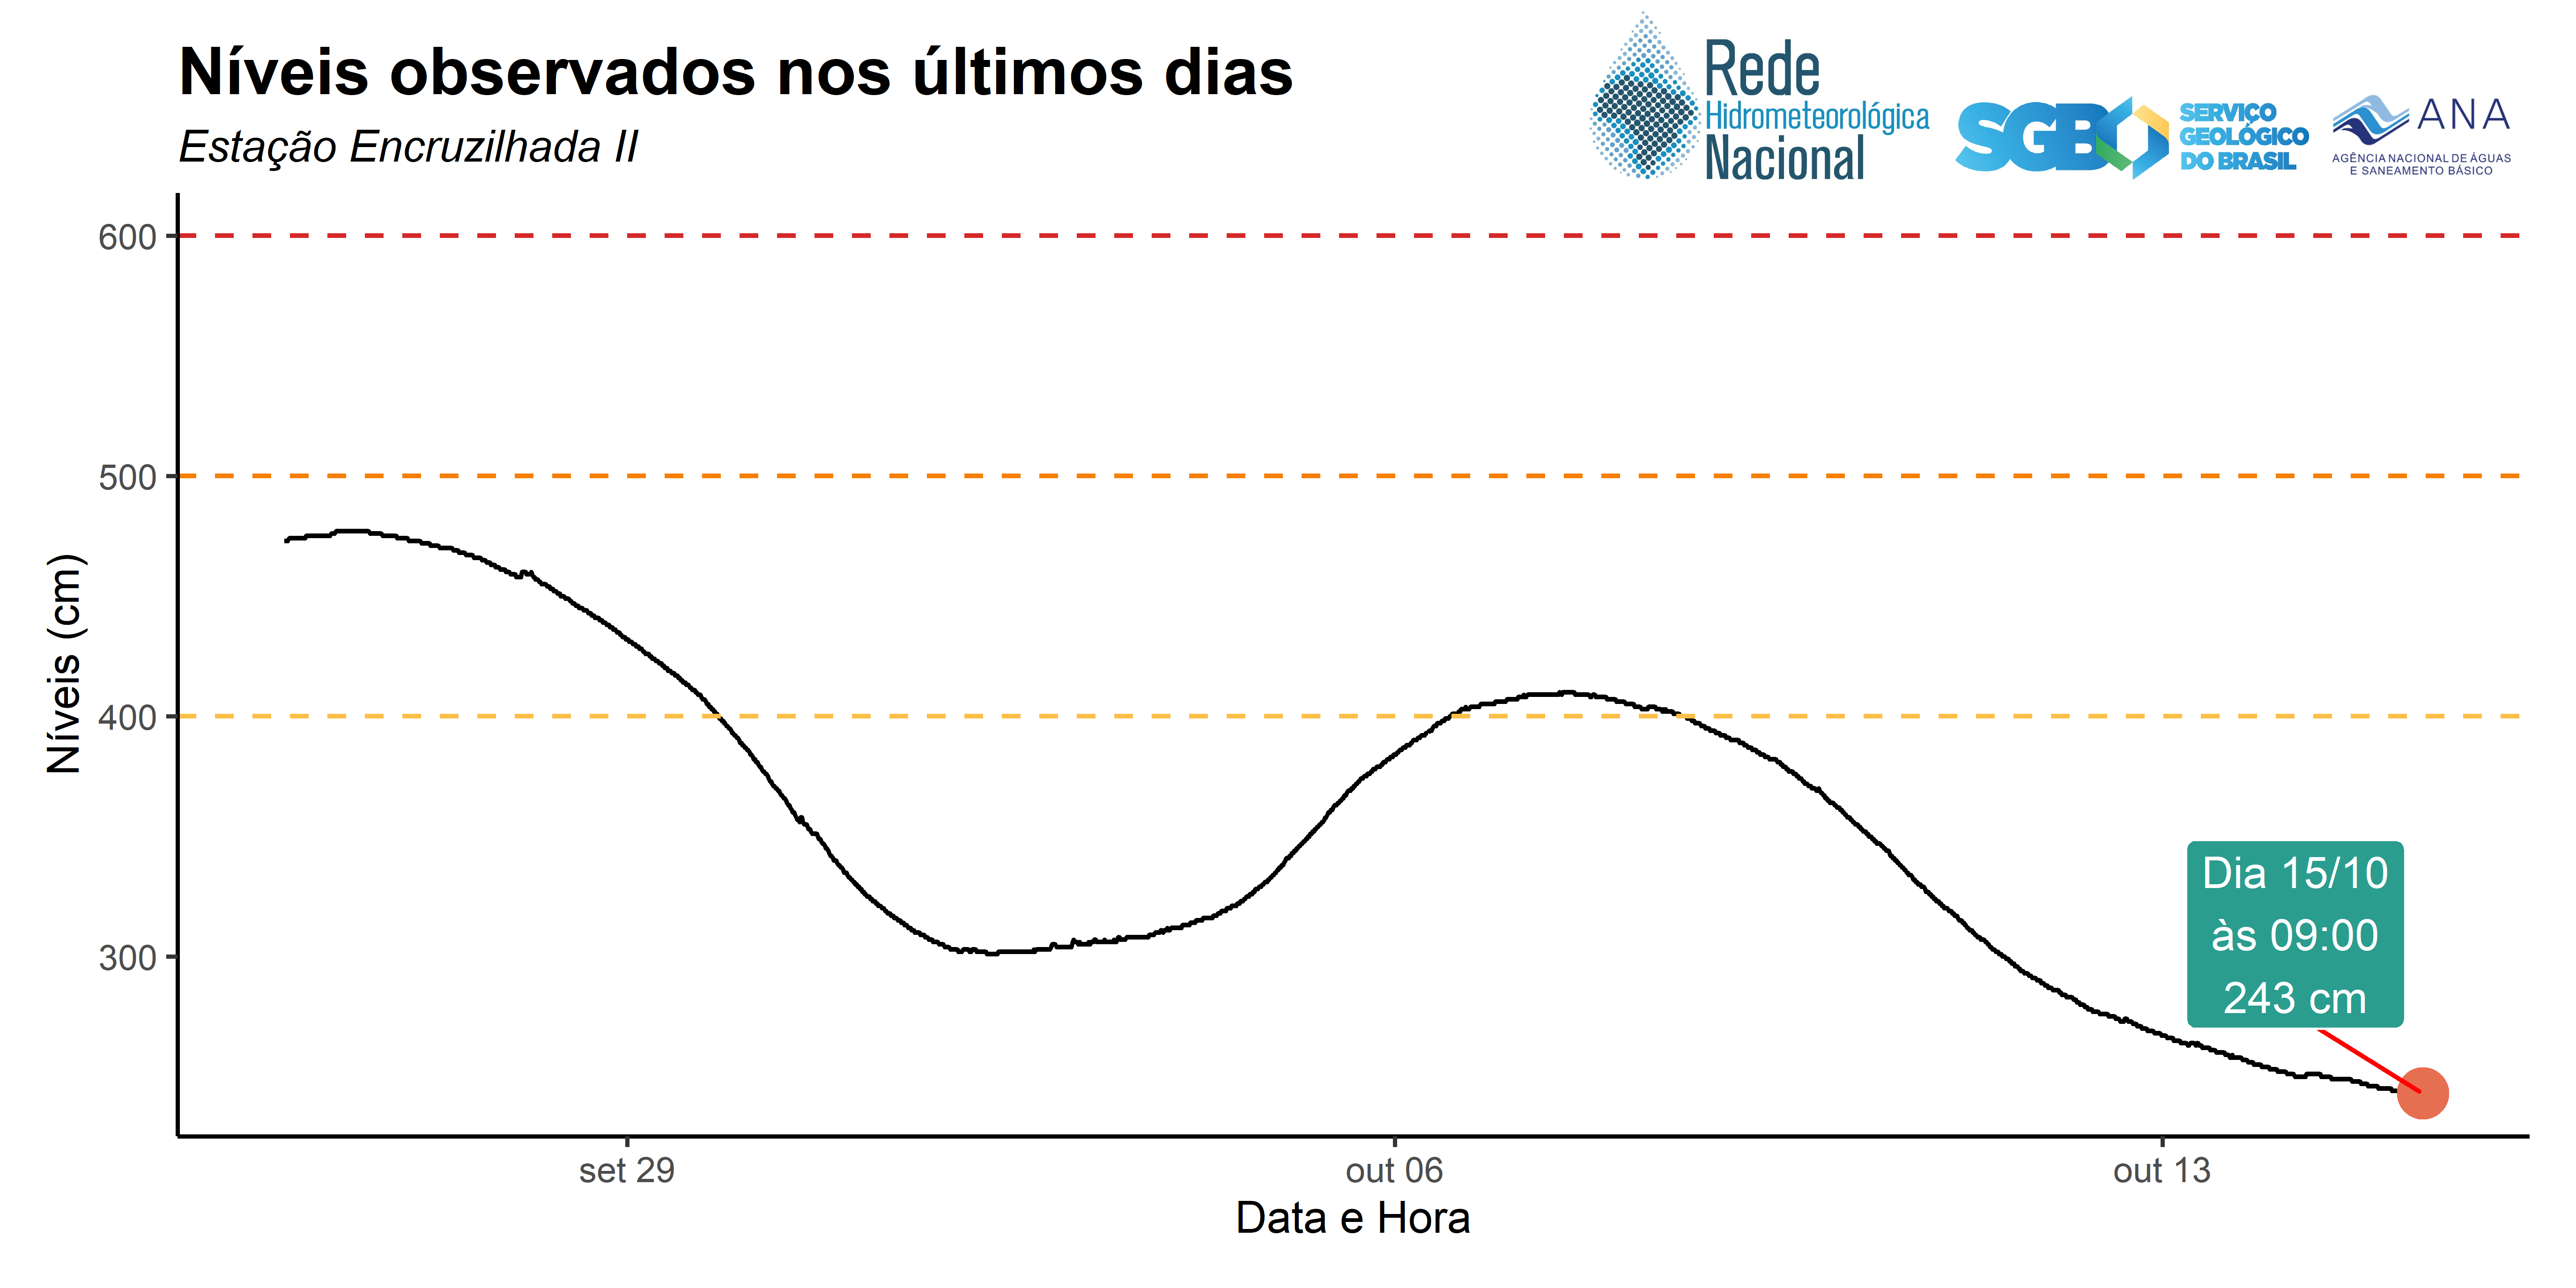 Níveis observados nos últimos dias
Estação Encruzilhada II
Rede
Hidrometeorológica
Nacional
SGB
SERVIÇO
GEOLÓGICO
DO BRASIL
ANA
AGÊNCIA NACIONAL DE ÁGUAS
E SANEAMENTO BÁSICO
600
500
400
300
Níveis (cm)
Dia 15/10
às 09:00
243 cm
set 29
out 06
out 13
Data e Hora